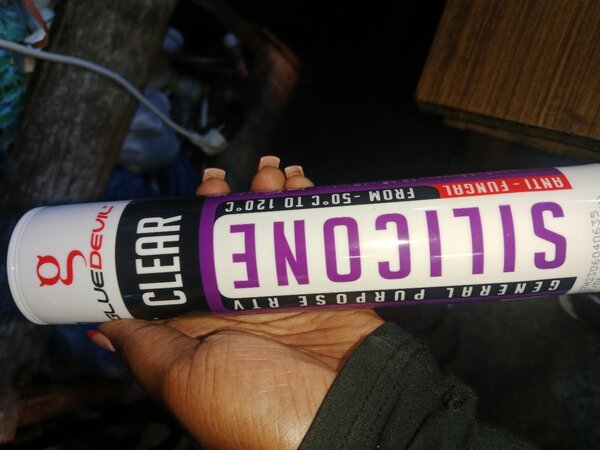 GENERAL PURPOSE RTV
SILICONE
ANTI - FUNGAL
FROM -50°C TO 120°C
CLEAR
g
GLUEDEVIL